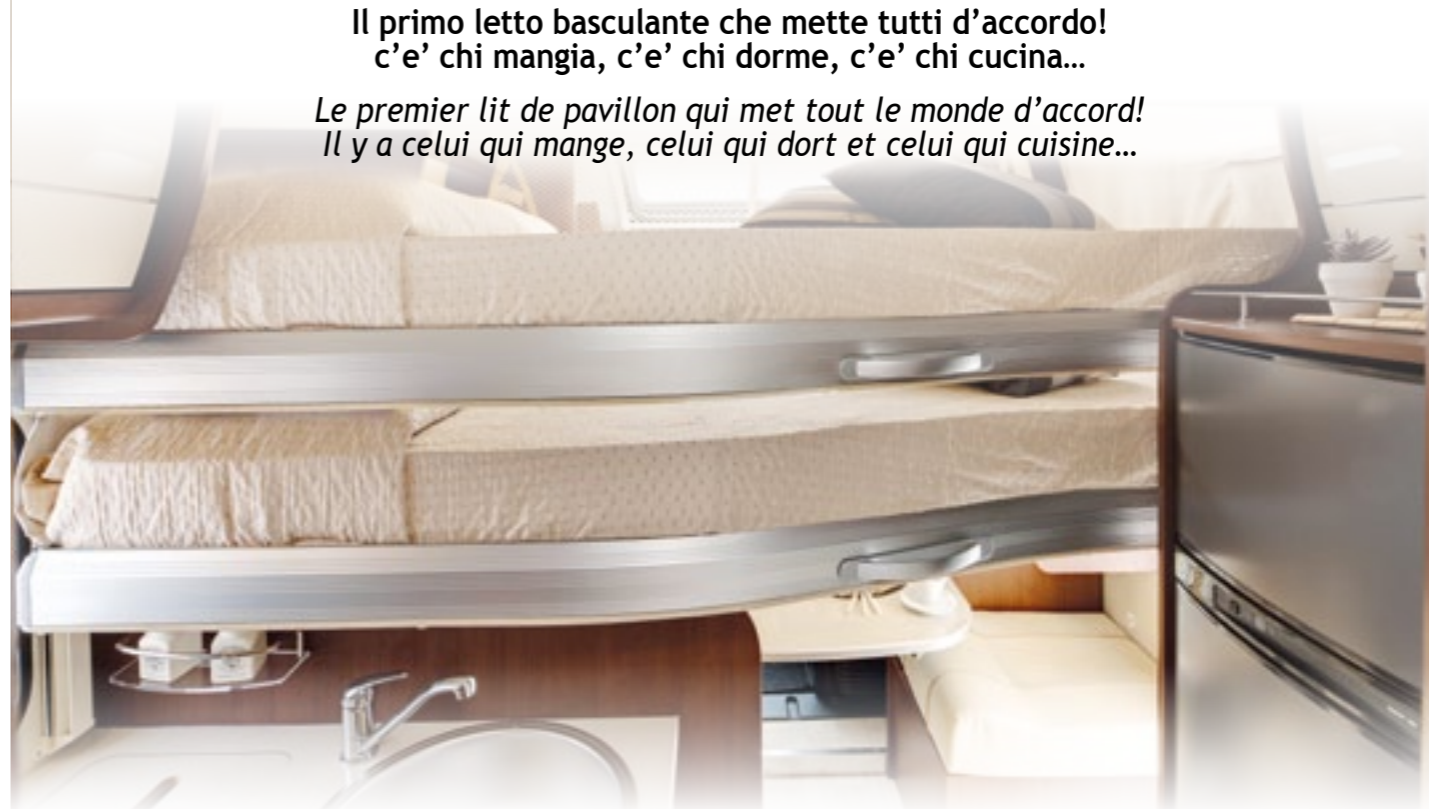 Il primo letto basculante che mette tutti d’accordo!
c’e’ chi mangia, c’e’ chi dorme, c’e’ chi cucina…
Le premier lit de pavillon qui met tout le monde d’accord!
Il y a celui qui mange, celui qui dort et celui qui cuisine…